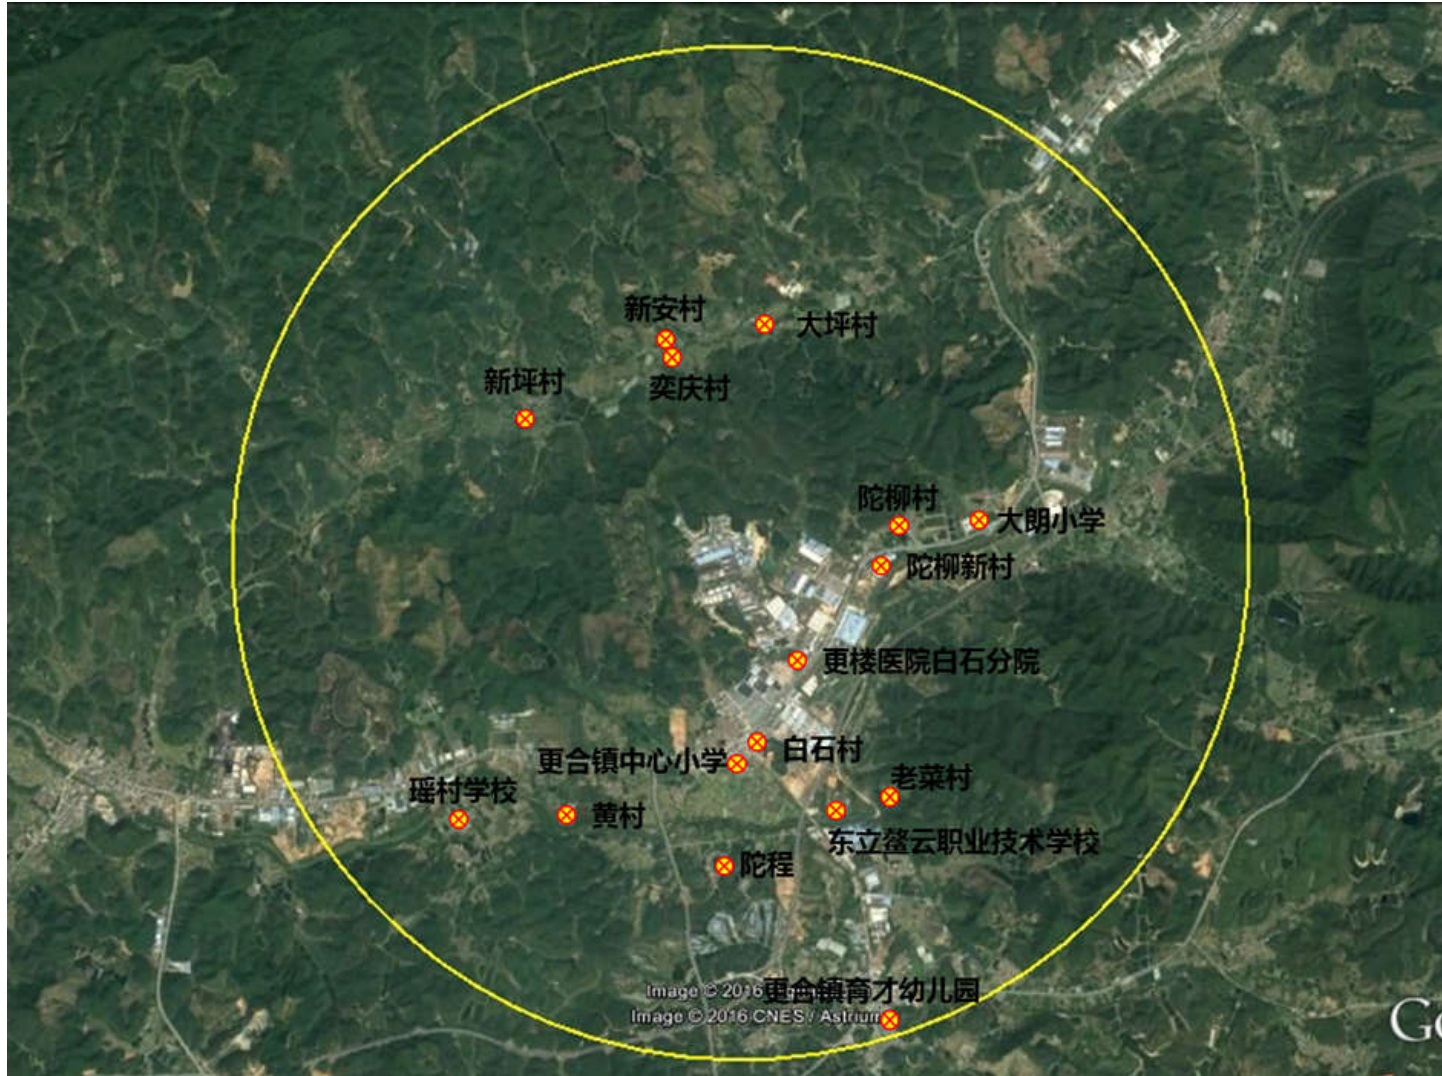 新安村
大坪村
新坪村
奕庆村
陀柳村
大朗小学
陀柳新村
更楼医院白石分院
白石村
更合镇中心小学
老菜村
瑶村学校
黄村
东立鳌云职业技术学校
陀程
更合镇育才幼儿园
Image © 2016
Image © 2016 CNES / Astrium
Go